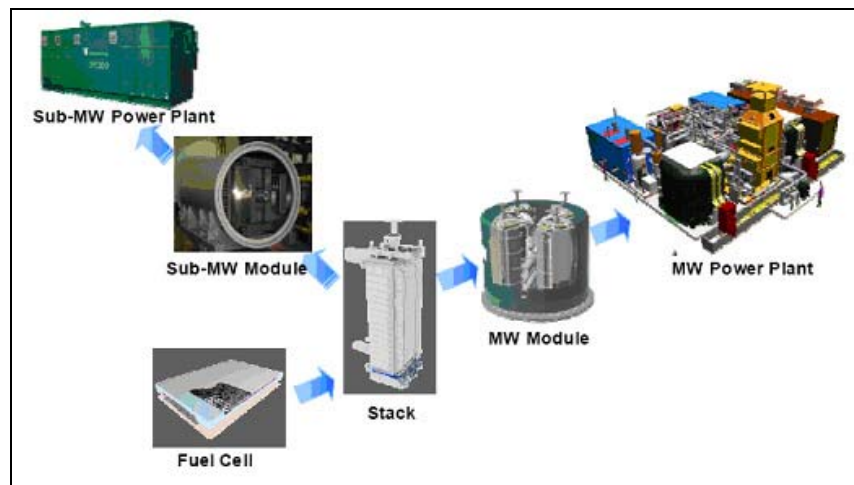 Sub-MW Power Plant
Sub-MW Module
MW Power Plant
MW Module
Stack
Fuel Cell